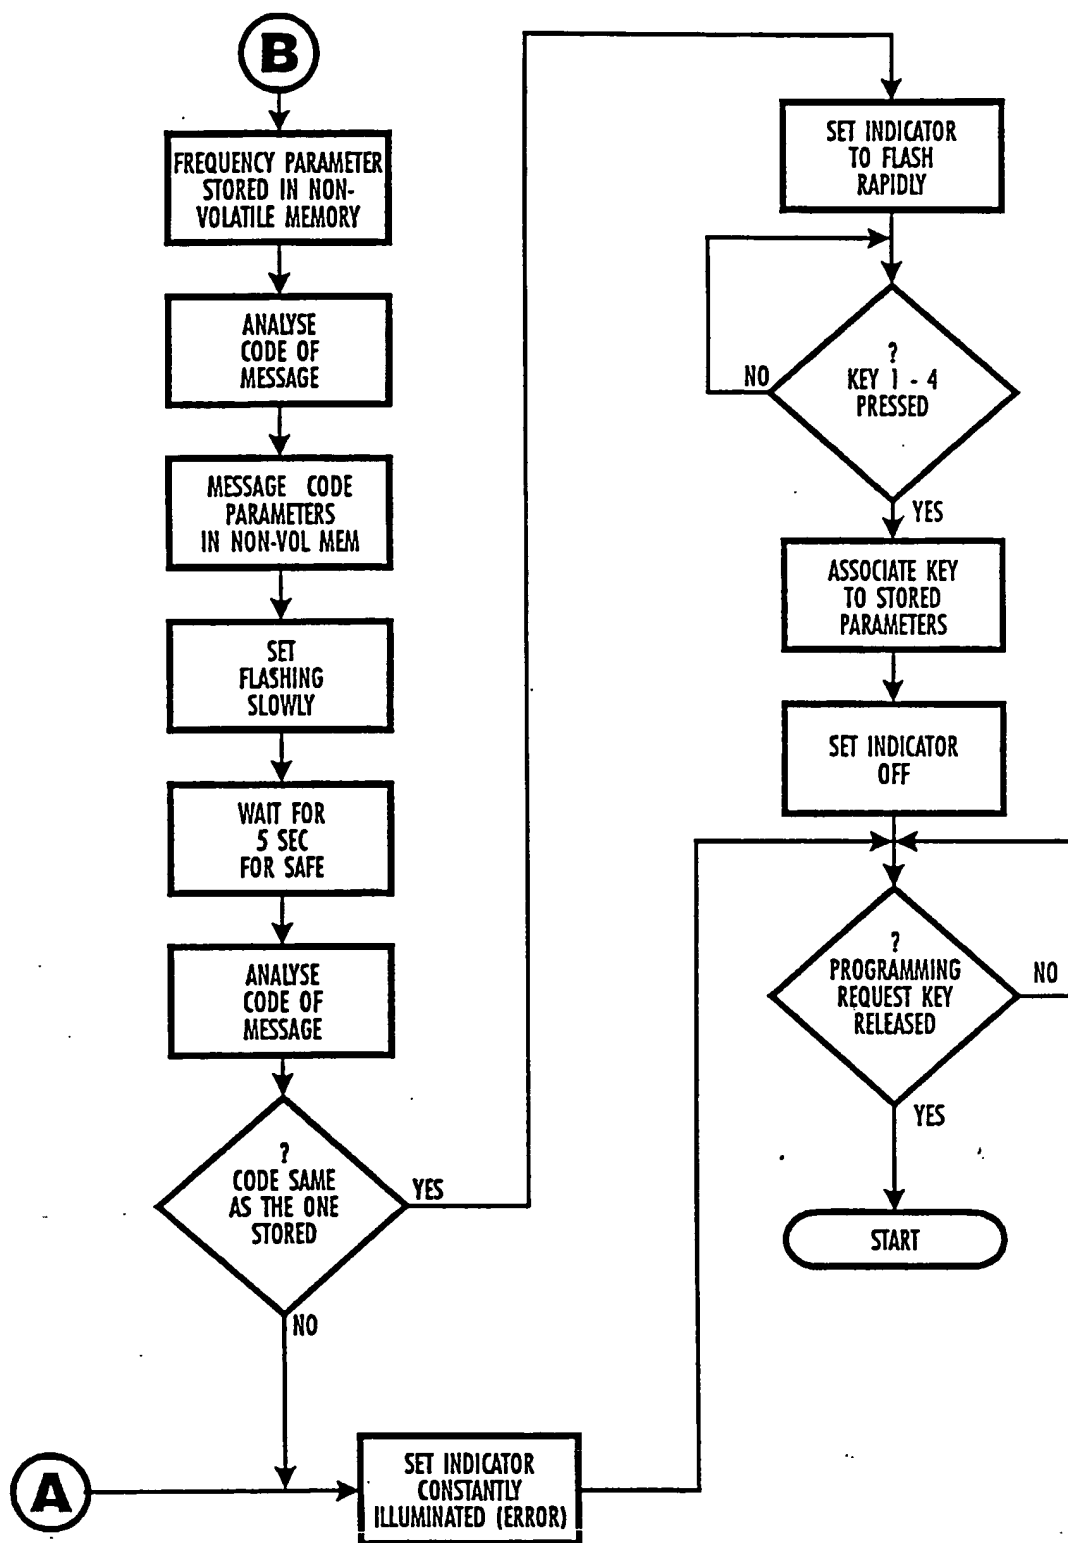 B
FREQUENCY PARAMETER
STORED IN NON-
VOLATILE MEMORY
ANALYSE
CODE OF
MESSAGE
MESSAGE CODE
PARAMETERS
IN NON-VOL MEM
SET
FLASHING
SLOWLY
WAIT FOR
5 SEC
FOR SAFE
ANALYSE
CODE OF
MESSAGE
?
CODE SAME
AS THE ONE
STORED
YES
NO
A
SET INDICATOR
CONSTANTLY
ILLUMINATED (ERROR)
SET INDICATOR
TO FLASH
RAPIDLY
?
KEY 1 - 4
PRESSED
NO
YES
ASSOCIATE KEY
TO STORED
PARAMETERS
SET INDICATOR
OFF
?
PROGRAMMING
REQUEST KEY
RELEASED
NO
YES
START